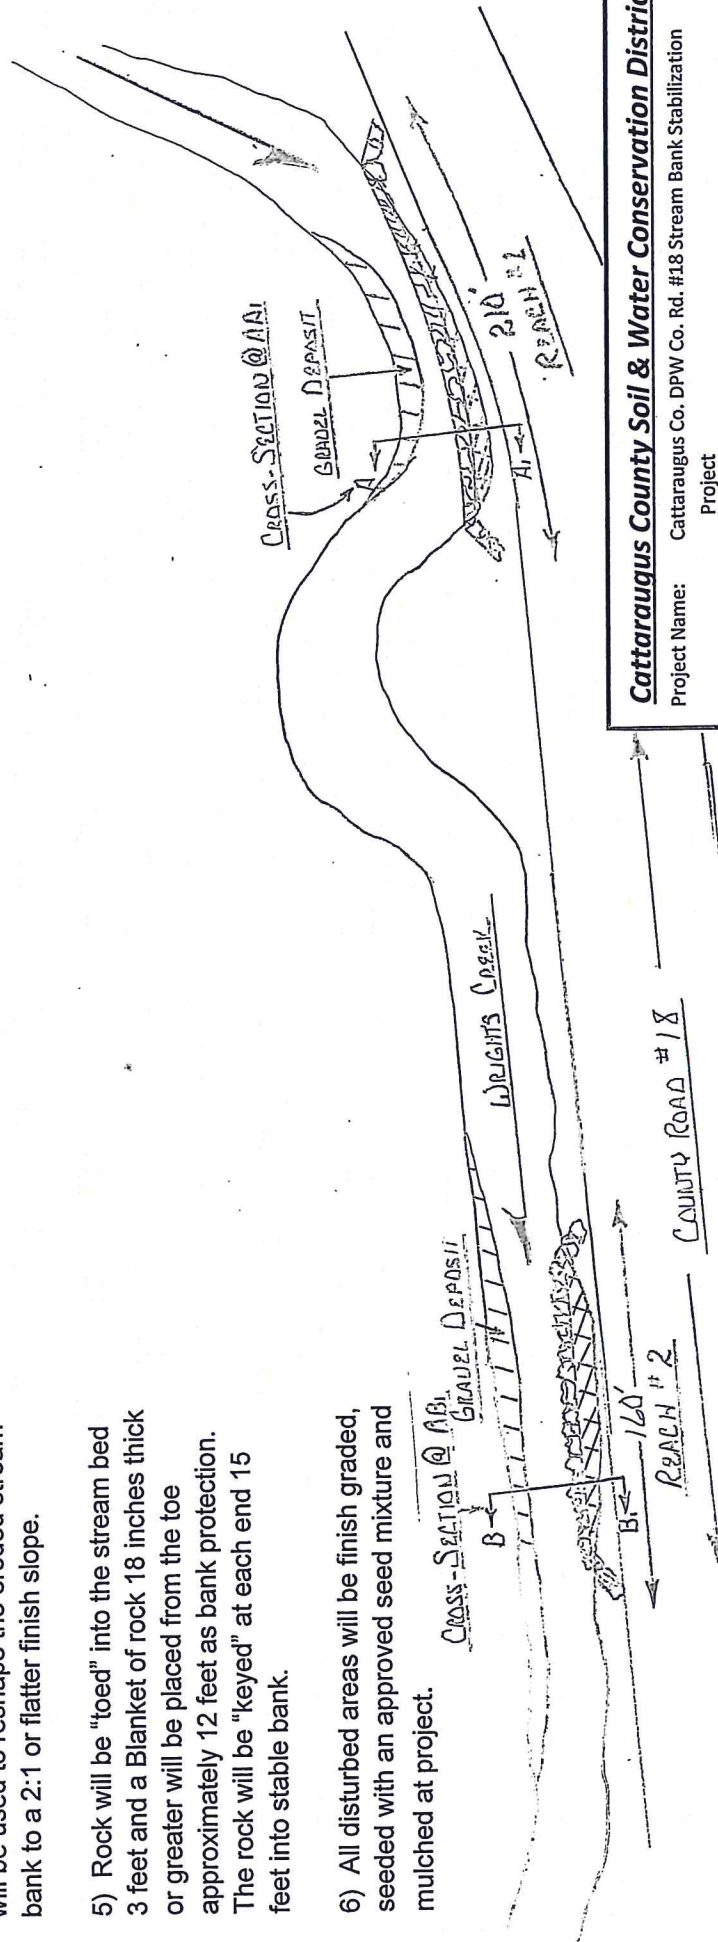 bank to a 2:1 or flatter finish slope.
5) Rock will be “toed” into the stream bed
3 feet and a Blanket of rock 18 inches thick
or greater will be placed from the toe
approximately 12 feet as bank protection.
The rock will be “keyed” at each end 15
feet into stable bank.
6) All disturbed areas will be finish graded,
seeded with an approved seed mixture and
mulched at project.
CROSS-SECTION @ BB1
GRAVEL DEPOSIT
B
B1
160'
REACH #2
WRIGHTS CREEK
COUNTY ROAD #18
CROSS-SECTION @ AA1
GRAVEL DEPOSIT
A
A1
210'
REACH #1
Cattaraugus County Soil & Water Conservation Distric
Project Name: Cattaraugus Co. DPW Co. Rd. #18 Stream Bank Stabilization
Project